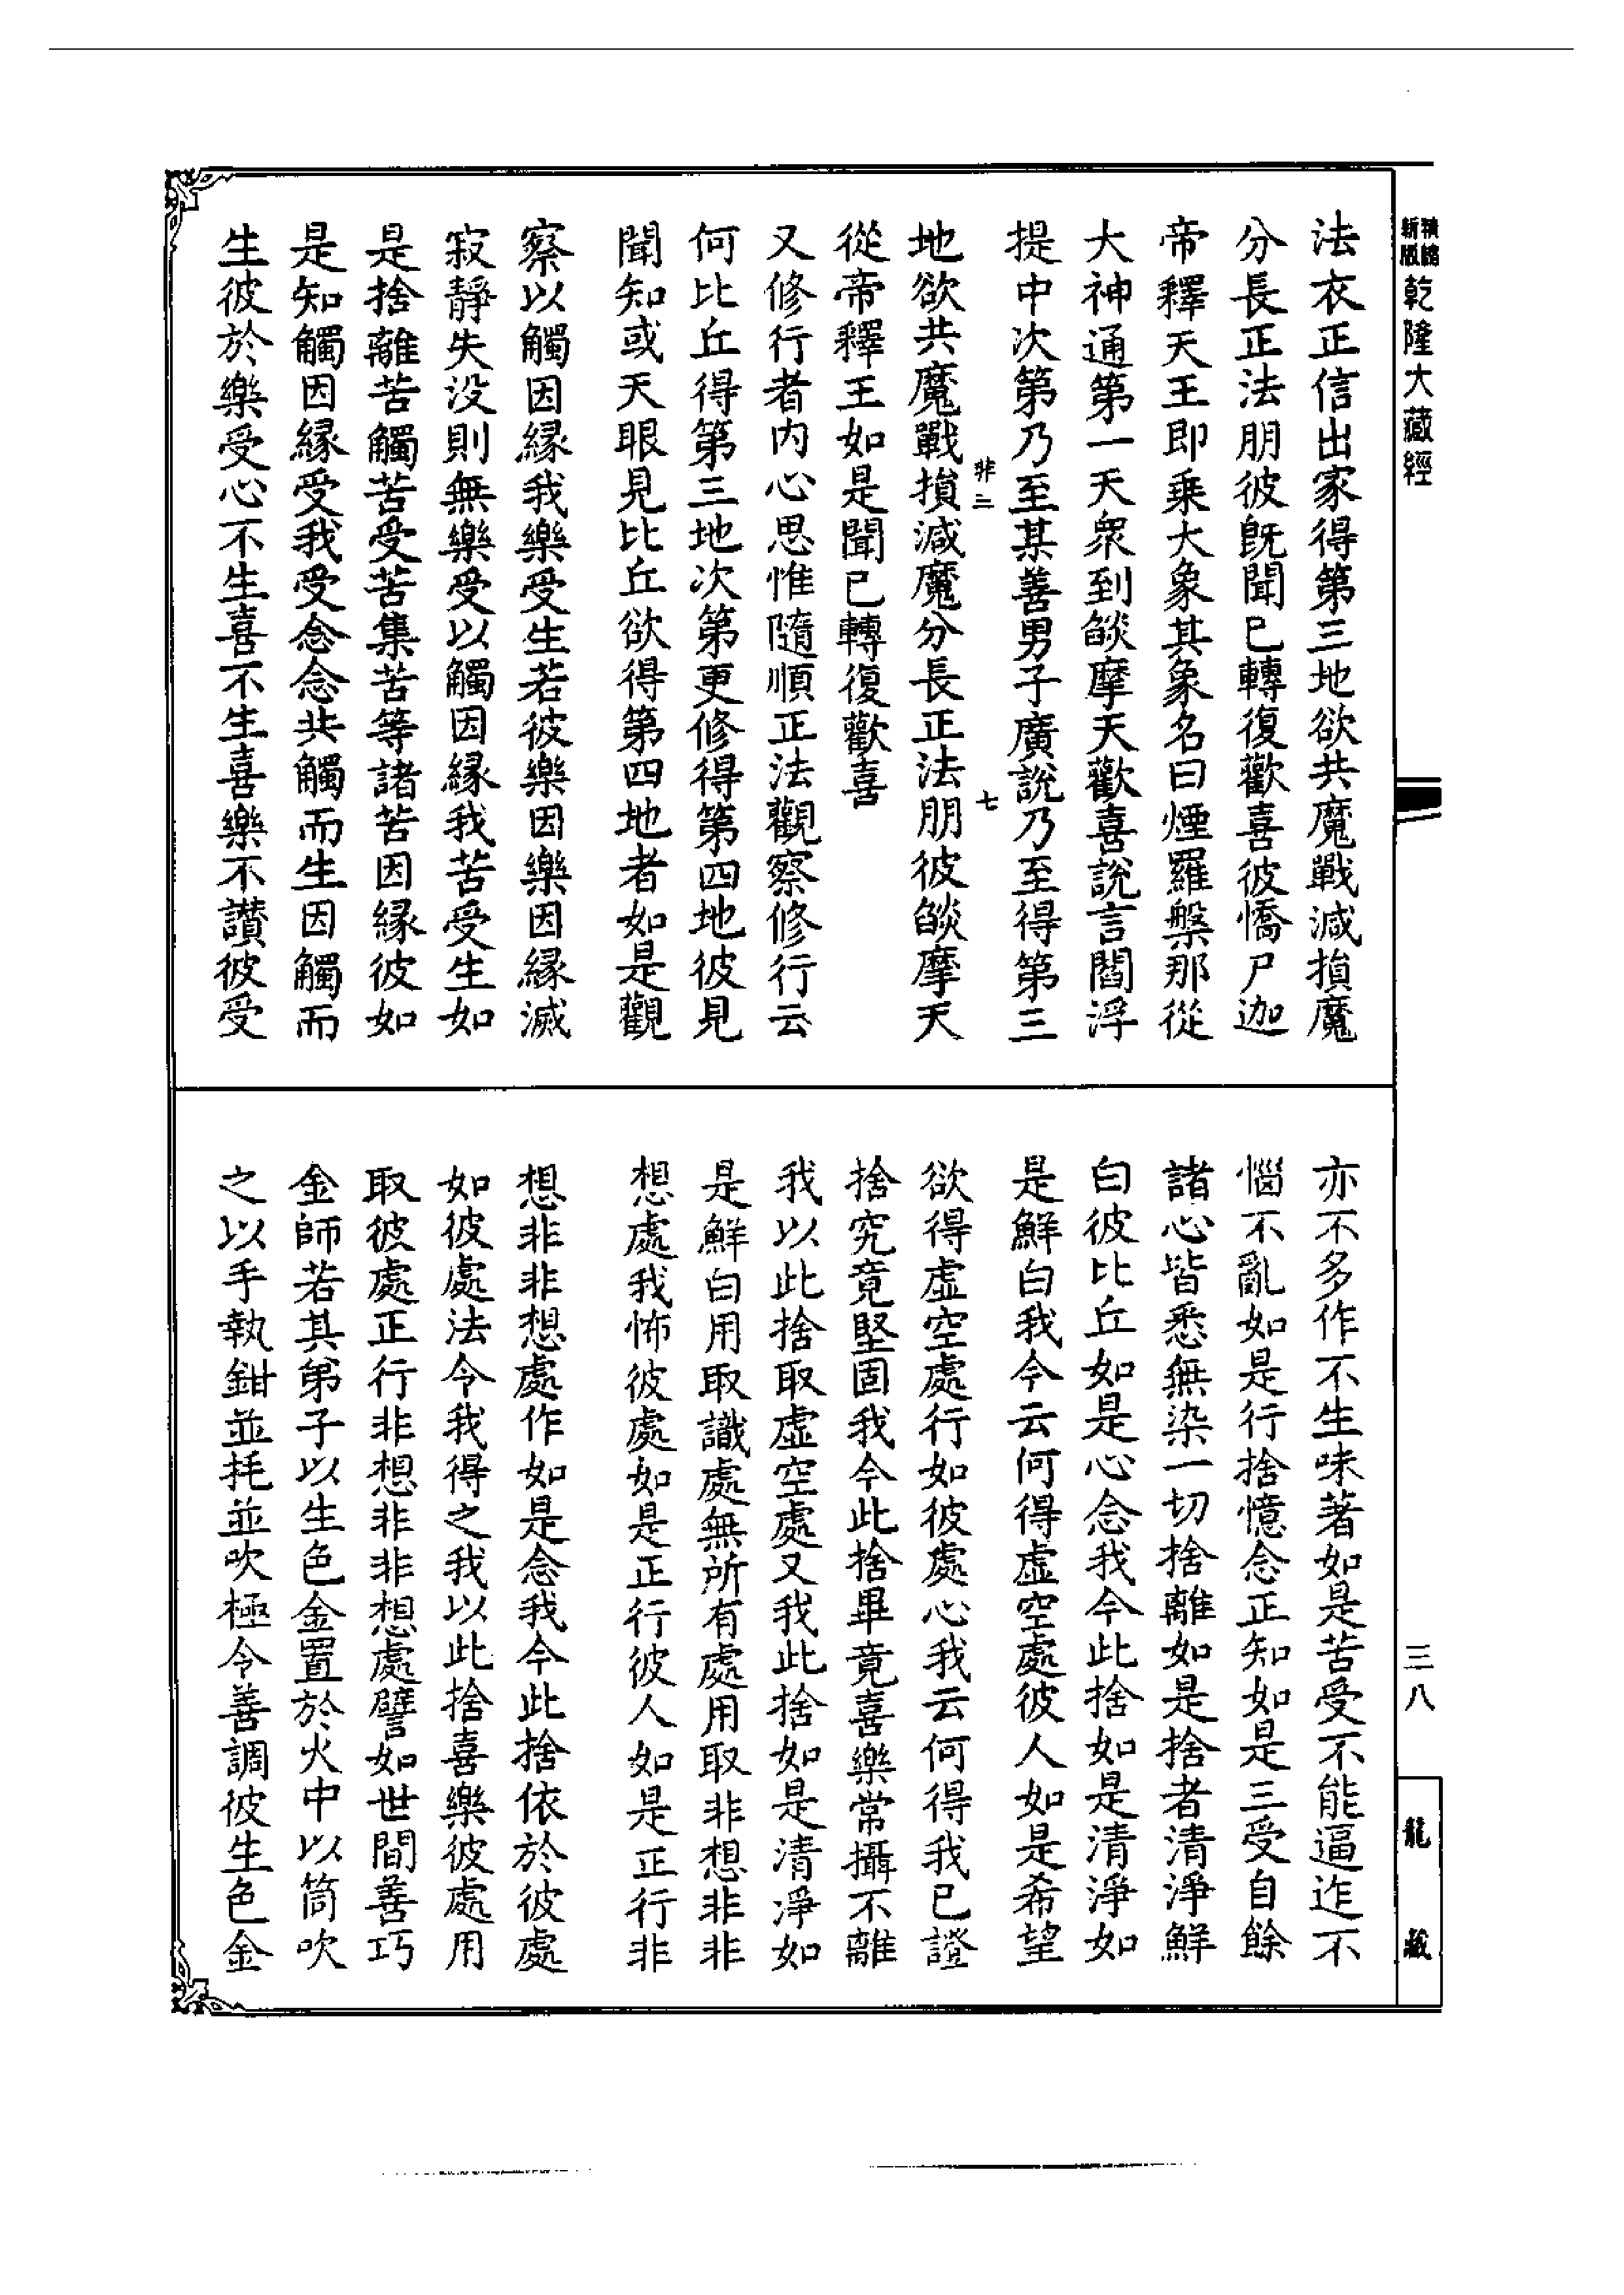 新版
精縮
乾隆大藏經
三八
龍藏
法衣正信出家得第三地欲共魔戰減損魔
分長正法朋彼既聞已轉復歡喜彼憍尸迦
帝釋天王即乘大象其象名曰煙羅槃那從
大神通第一天衆到𦦨摩天歡喜說言閻浮
提中次第乃至某善男子廣說乃至得第三
非二 七
地欲共魔戰損減魔分長正法朋彼𦦨摩天
從帝釋王如是聞已轉復歡喜
又修行者内心思惟隨順正法觀察修行云
何比丘得第三地次第更修得第四地彼見
聞知或天眼見比丘欲得第四地者如是觀
察以觸因緣我樂受生若彼樂因樂因緣滅
寂靜失没則無樂受以觸因緣我苦受生如
是捨離苦觸苦受苦集苦等諸苦因緣彼如
是知觸因緣受我受念念共觸而生因觸而
生彼於樂受心不生喜不生喜樂不讚彼受
亦不多作不生味著如是苦受不能逼迮不
惱不亂如是行捨憶念正知如是三受自餘
諸心皆悉無染一切捨離如是捨者清淨鮮
白彼比丘如是心念我今此捨如是清淨如
是鮮白我今云何得虛空處彼人如是希望
欲得虛空處行如彼處心我云何得我已證
捨究竟堅固我今此捨畢竟喜樂常攝不離
我以此捨取虛空處又我此捨如是清淨如
是鮮白用取識處無所有處用取非想非非
想處我怖彼處如是正行彼人如是正行非
想非非想處作如是念我今此捨依於彼處
如彼處法令我得之我以此捨喜樂彼處用
取彼處正行非想非非想處譬如世間善巧
金師若其弟子以生色金置於火中以筒吹
之以手執鉗並㧌並吹極令善調彼生色金